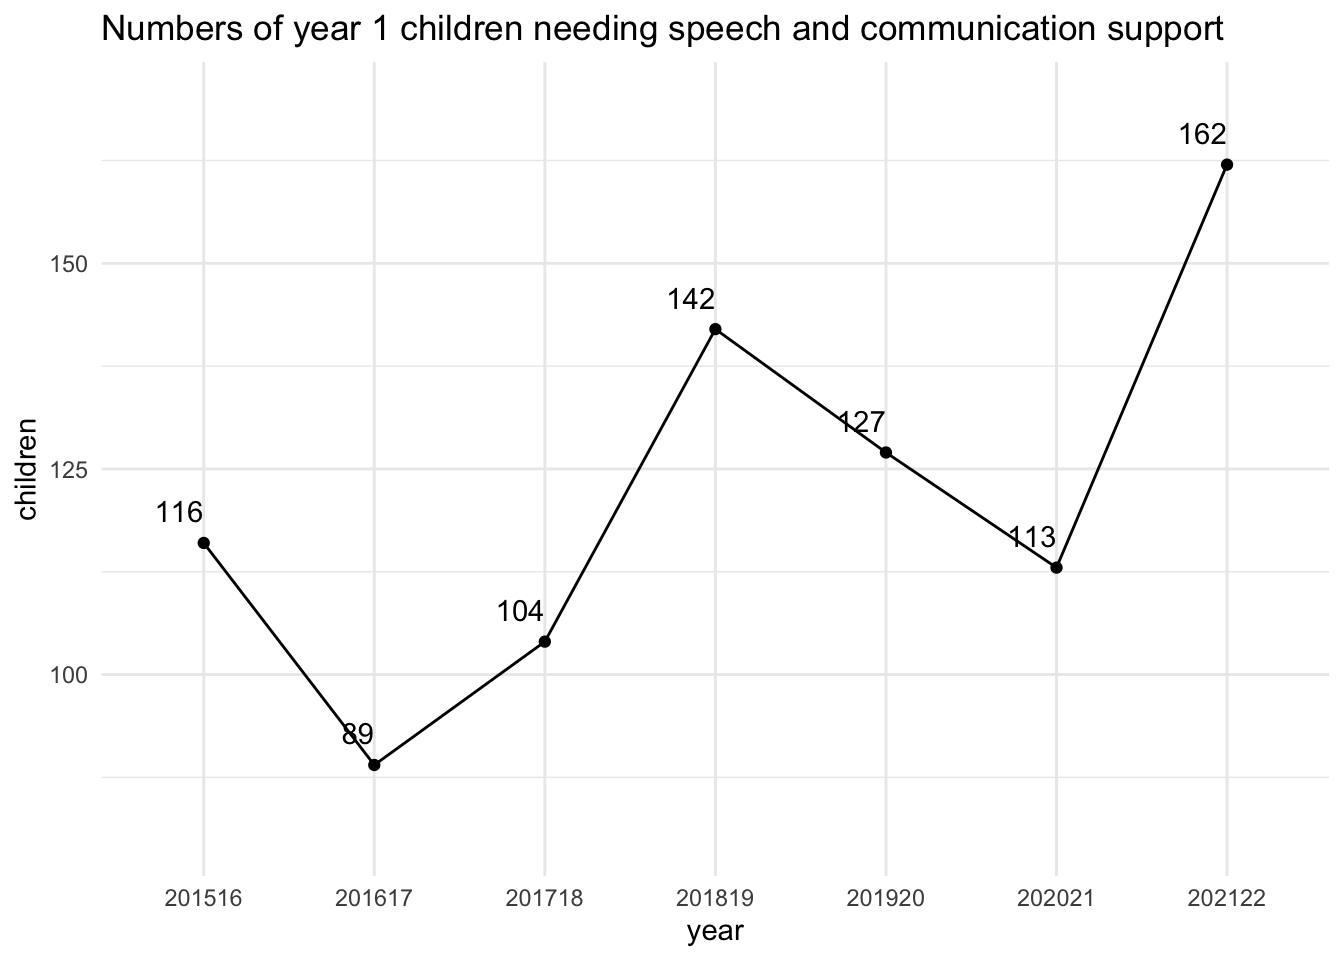 Numbers of year 1 children needing speech and communication support
162
150
142
127
children
125
116
113
104
100
89
201516 201617 201718 201819 201920 202021 202122
year